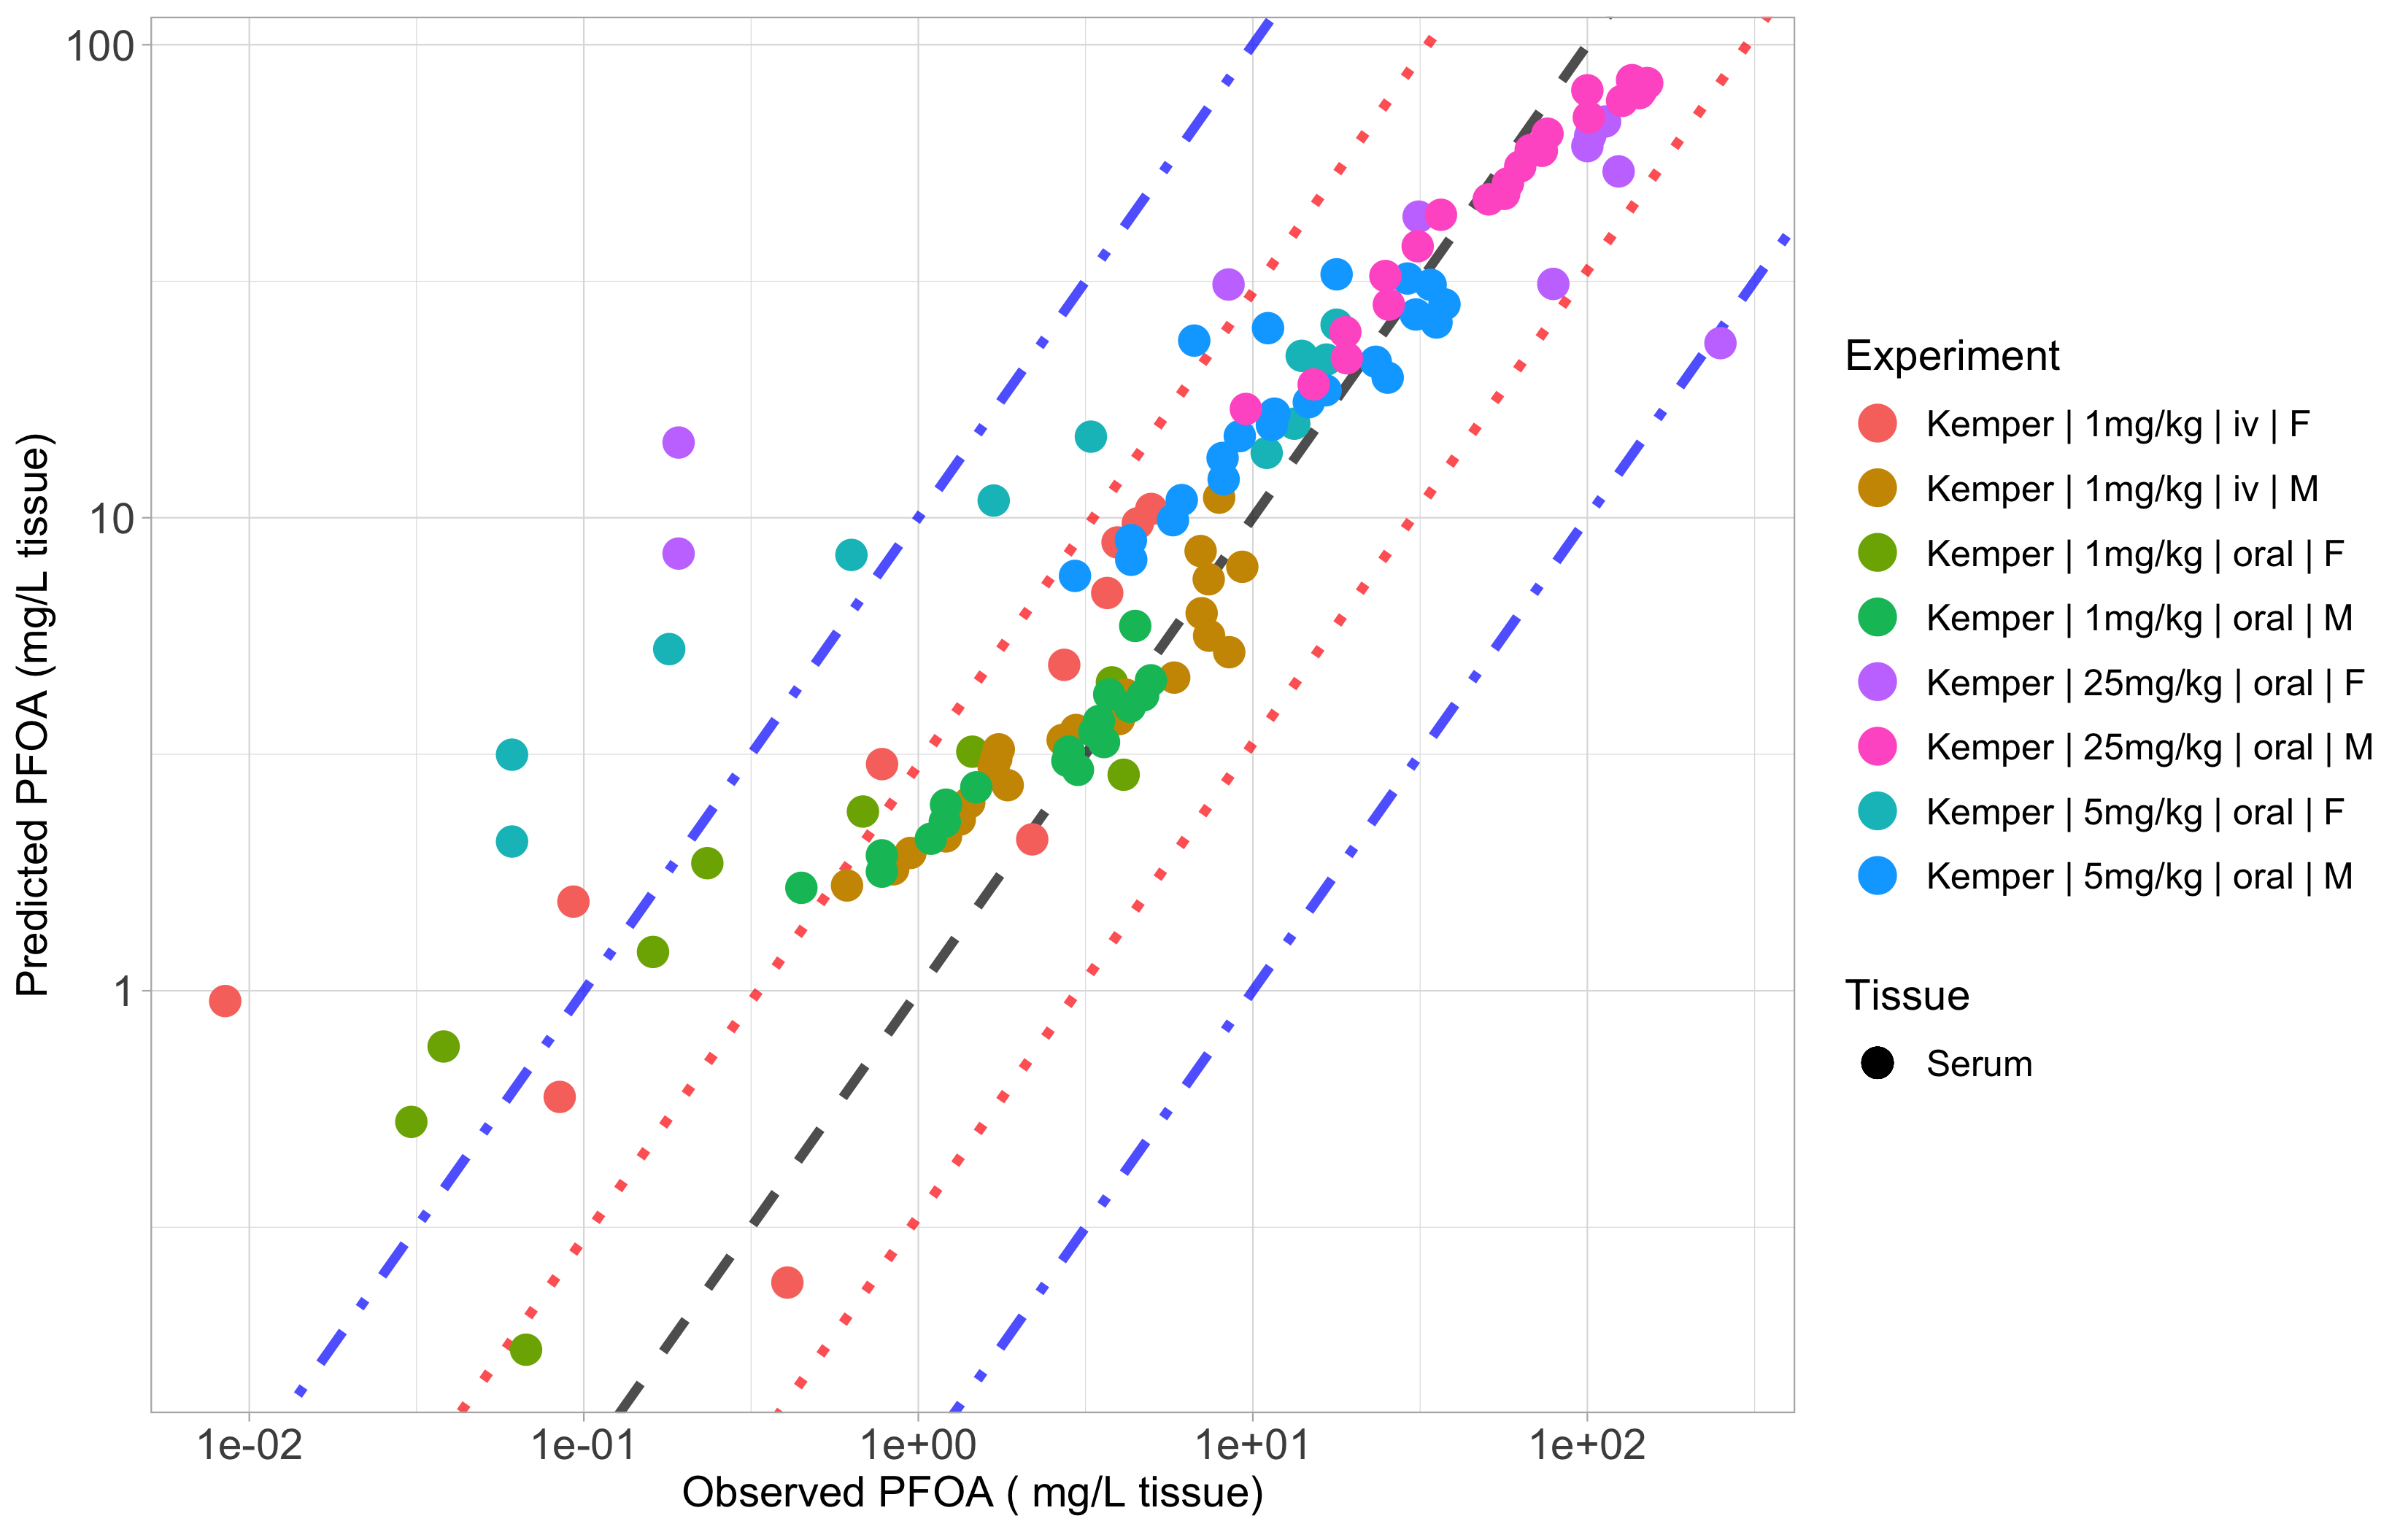 Predicted PFOA (mg/L tissue)
100
10
1
1e-02
1e-01
1e+00
1e+01
1e+02
Observed PFOA ( mg/L tissue)
Experiment
Kemper | 1mg/kg | iv | F
Kemper | 1mg/kg | iv | M
Kemper | 1mg/kg | oral | F
Kemper | 1mg/kg | oral | M
Kemper | 25mg/kg | oral | F
Kemper | 25mg/kg | oral | M
Kemper | 5mg/kg | oral | F
Kemper | 5mg/kg | oral | M
Tissue
Serum